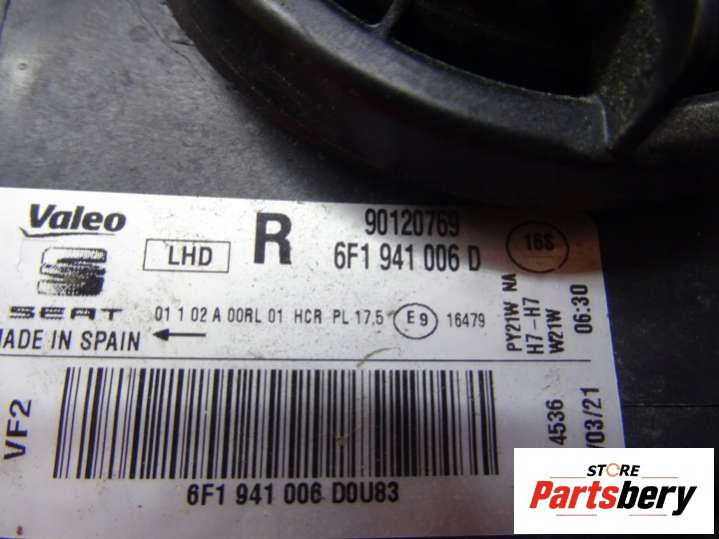 Valeo
LHD
R
90120769
6F1 941 006 D
16S
SEAT
01 1 02 A 00RL 01 HCR PL 17,5 E9 16479
MADE IN SPAIN
PY21W NA
H7-H7
W21W
06:30
VF2
4536
/03/21
6F1 941 006 D0U83
STORE
Partsbery